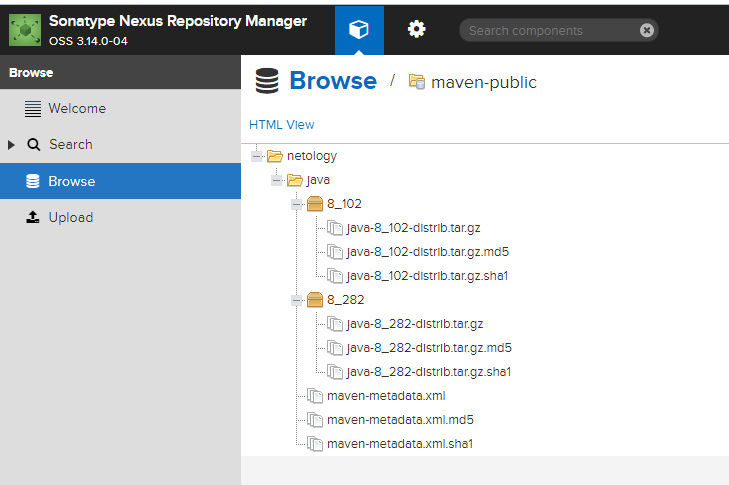 Sonatype Nexus Repository Manager
OSS 3.14.0-04
Search components
Browse
Welcome
Search
Browse
Upload
Browse / maven-public
HTML View
netology
java
8_102
java-8_102-distrib.tar.gz
java-8_102-distrib.tar.gz.md5
java-8_102-distrib.tar.gz.sha1
8_282
java-8_282-distrib.tar.gz
java-8_282-distrib.tar.gz.md5
java-8_282-distrib.tar.gz.sha1
maven-metadata.xml
maven-metadata.xml.md5
maven-metadata.xml.sha1